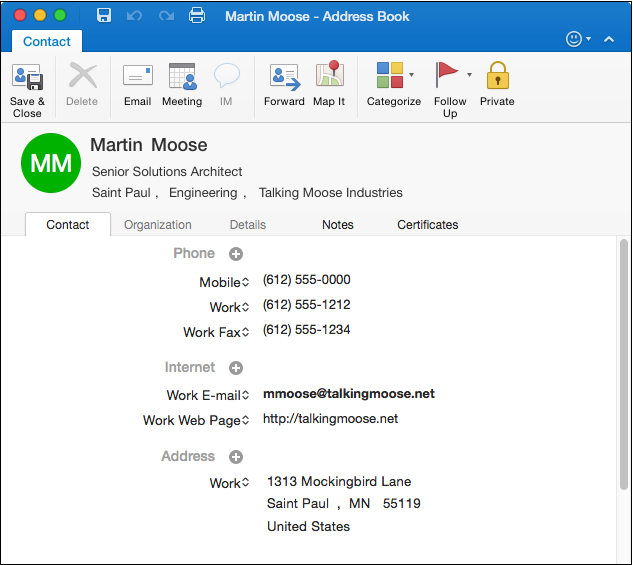 Martin Moose - Address Book
Contact
Save & Close Delete Email Meeting IM Forward Map It Categorize Follow Up Private
MM
Martin Moose
Senior Solutions Architect
Saint Paul , Engineering , Talking Moose Industries
Contact Organization Details Notes Certificates
Phone
Mobile (612) 555-0000
Work (612) 555-1212
Work Fax (612) 555-1234
Internet
Work E-mail mmoose@talkingmoose.net
Work Web Page http://talkingmoose.net
Address
Work 1313 Mockingbird Lane
Saint Paul , MN 55119
United States